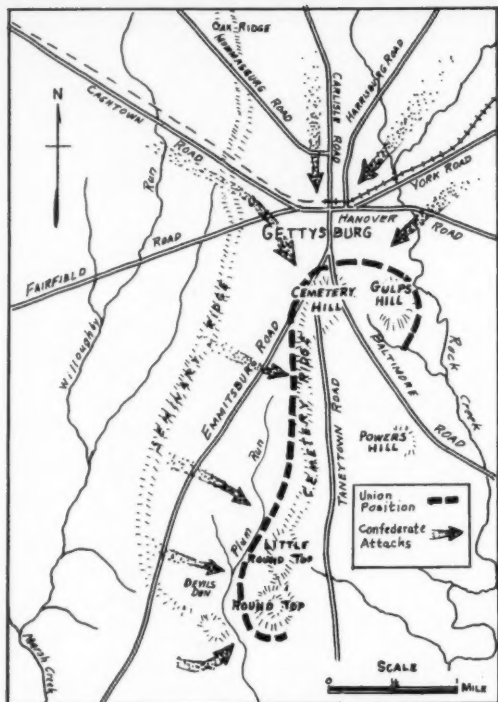 OAK RIDGE
MUMMASBURG ROAD
CARLISLE ROAD
HARRISBURG ROAD
N
CASHTOWN
ROAD
YORK ROAD
HANOVER
ROAD
GETTYSBURG
Run
FAIRFIELD
ROAD
CEMETERY
HILL
GULPS
HILL
Willoughby
SEMINARY RIDGE
EMMITSBURG ROAD
CEMETERY RIDGE
TANEYTOWN ROAD
BALTIMORE
ROAD
Rock
Creek
POWERS
HILL
Run
Plum
Union
Position
Confederate
Attacks
LITTLE
ROUND TOP
DEVILS
DEN
ROUND TOP
Marsh Creek
SCALE
0 ½ 1
MILE